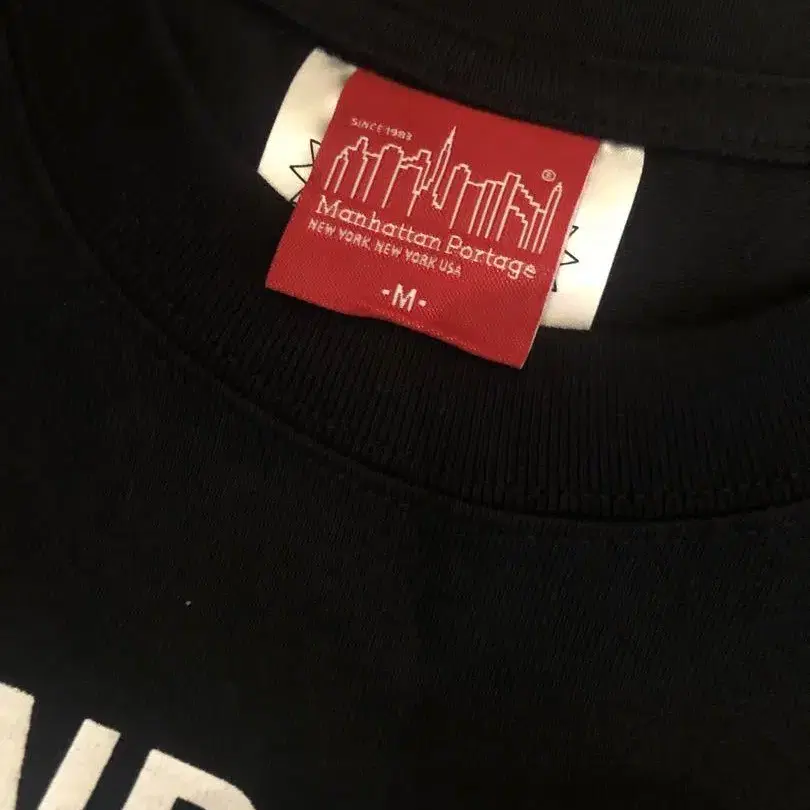 SINCE 1983
®
Manhattan Portage
NEW YORK, NEW YORK USA
-M-